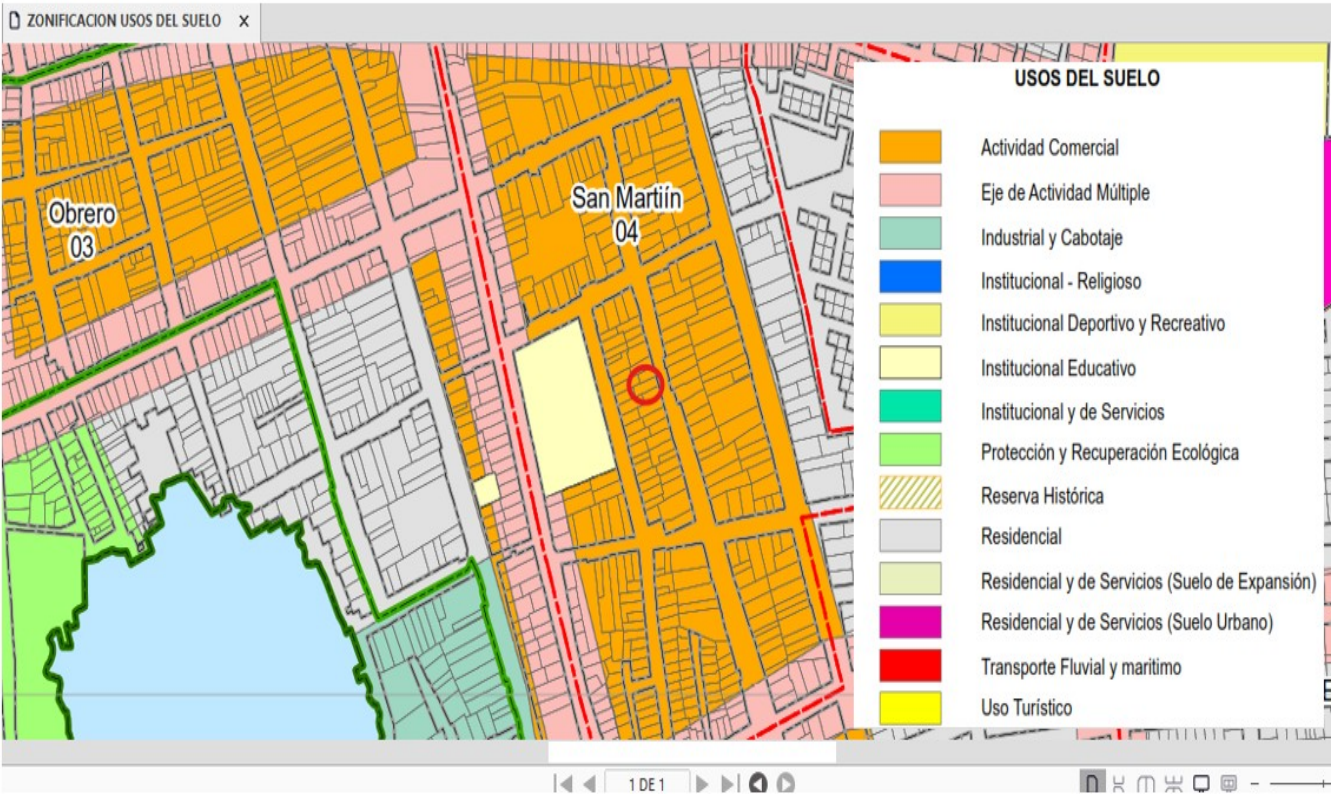 ZONIFICACION USOS DEL SUELO X
USOS DEL SUELO
Actividad Comercial
Eje de Actividad Múltiple
Industrial y Cabotaje
Institucional - Religioso
Institucional Deportivo y Recreativo
Institucional Educativo
Institucional y de Servicios
Protección y Recuperación Ecológica
Reserva Histórica
Residencial
Residencial y de Servicios (Suelo de Expansión)
Residencial y de Servicios (Suelo Urbano)
Transporte Fluvial y maritimo
Uso Turístico
San Martiín
04
Obrero
03
1 DE 1